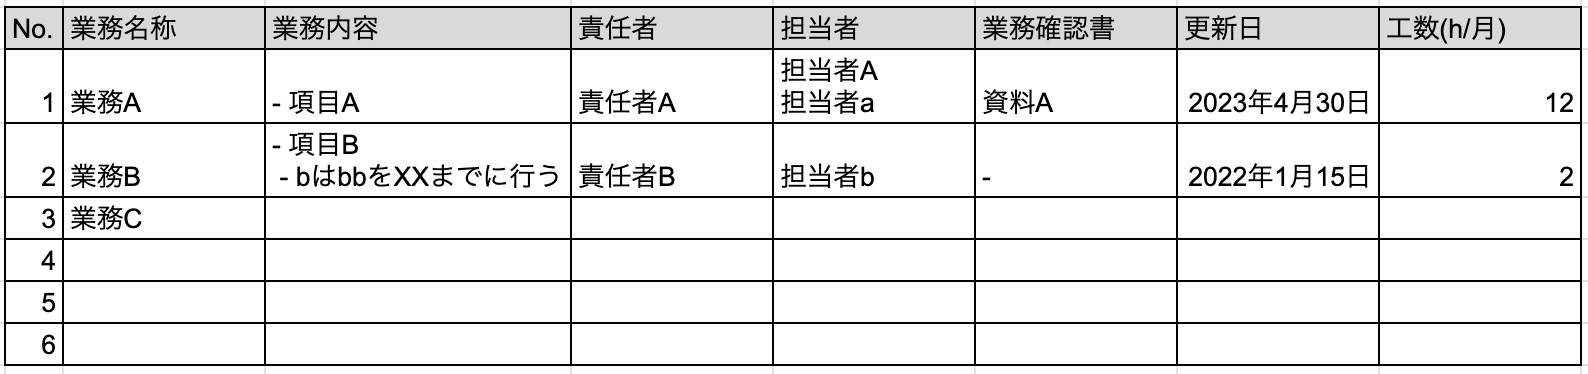 No. 業務名称 業務内容 責任者 担当者 業務確認書 更新日 工数(h/月)
担当者A
1 業務A - 項目A 責任者A 担当者a 資料A 2023年4月30日 12
- 項目B
2 業務B - bはbbをXXまでに行う 責任者B 担当者b - 2022年1月15日 2
3 業務C
4
5
6